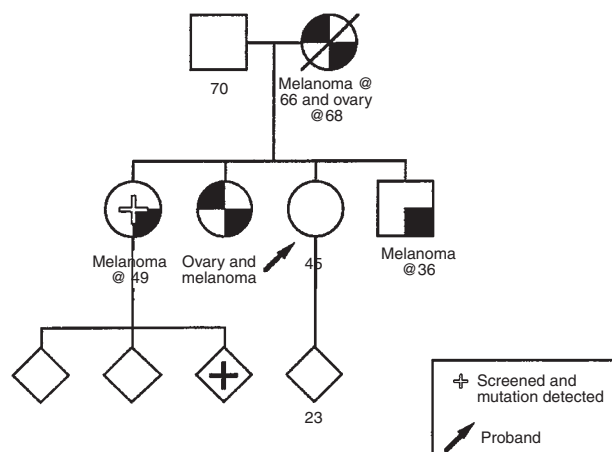 70
Melanoma @
66 and ovary
@68
Melanoma
@ 49
Ovary and
melanoma
45
Melanoma
@36
23
Screened and
mutation detected
Proband